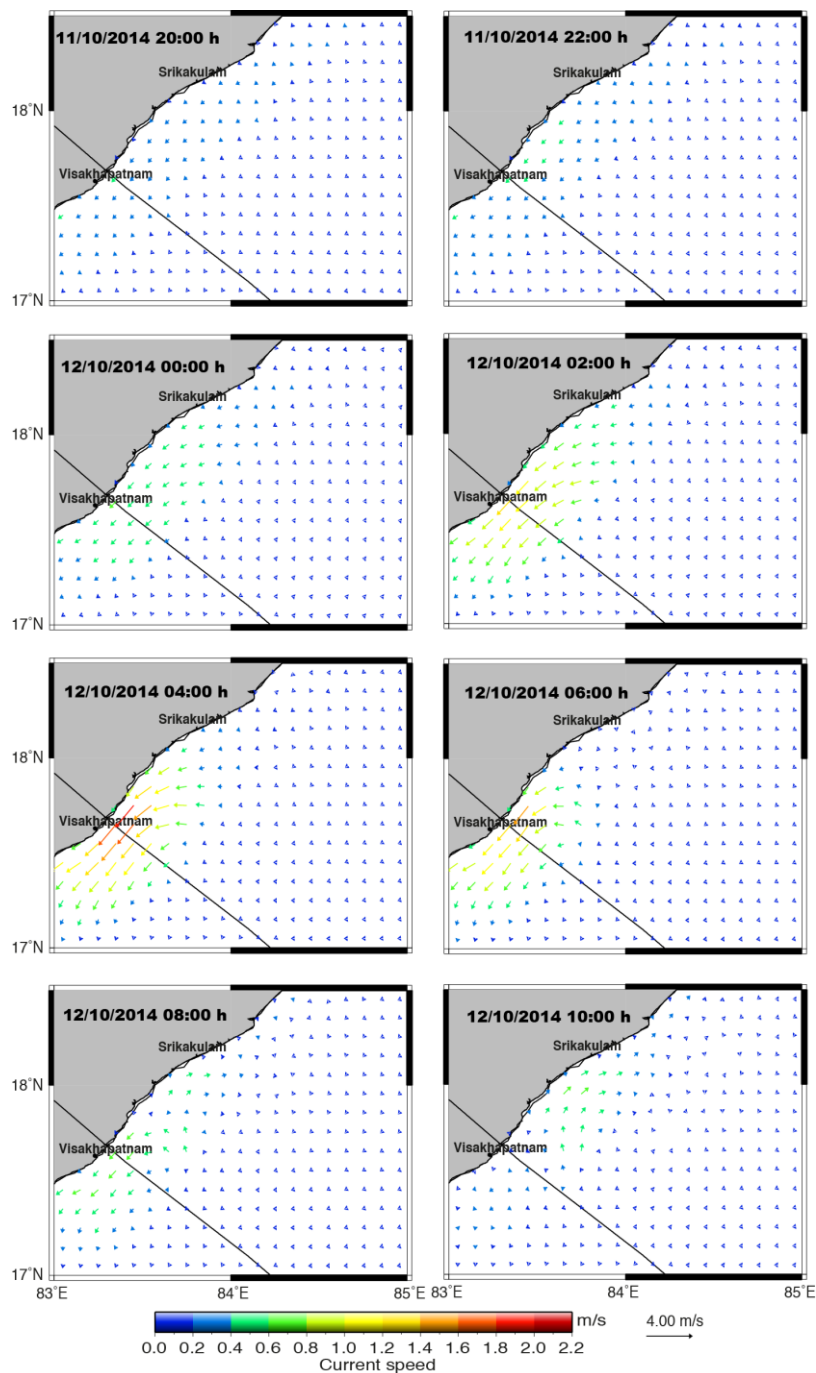 11/10/2014 20:00 h
Srikakulam
18°N
Visakhapatnam
17°N
11/10/2014 22:00 h
Srikakulam
Visakhapatnam
12/10/2014 00:00 h
Srikakulam
18°N
Visakhapatnam
17°N
12/10/2014 02:00 h
Srikakulam
Visakhapatnam
12/10/2014 04:00 h
Srikakulam
18°N
Visakhapatnam
17°N
12/10/2014 06:00 h
Srikakulam
Visakhapatnam
12/10/2014 08:00 h
Srikakulam
18°N
Visakhapatnam
17°N
83°E 84°E 85°E
12/10/2014 10:00 h
Srikakulam
Visakhapatnam
83°E 84°E 85°E
m/s
0.0 0.2 0.4 0.6 0.8 1.0 1.2 1.4 1.6 1.8 2.0 2.2
Current speed
4.00 m/s